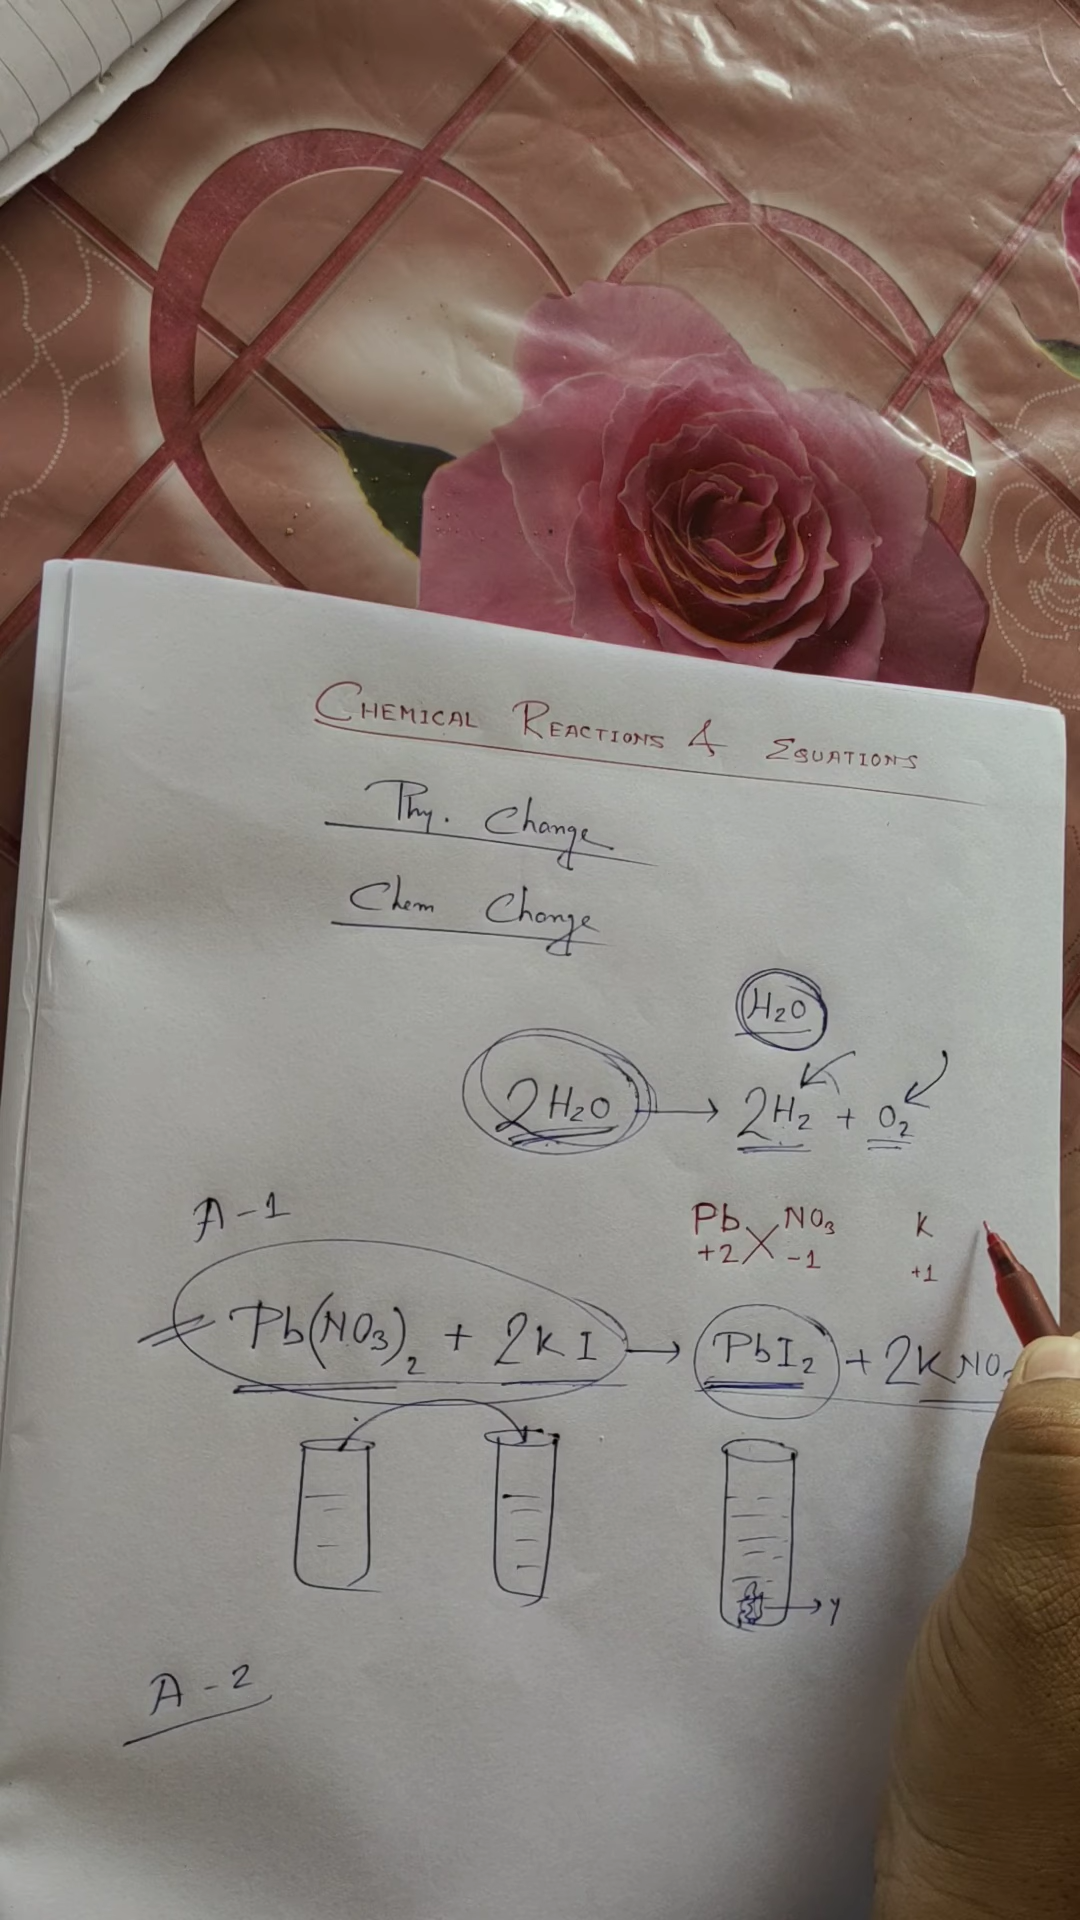 CHEMICAL REACTIONS & EQUATIONS
Phy. Change
Chem Change
H₂O
2H₂O → 2H₂ + O₂
A-1
Pb NO₃ K
+2 -1 +1
Pb(NO₃)₂ + 2KI → PbI₂ + 2KNO₃
→ Y
A-2